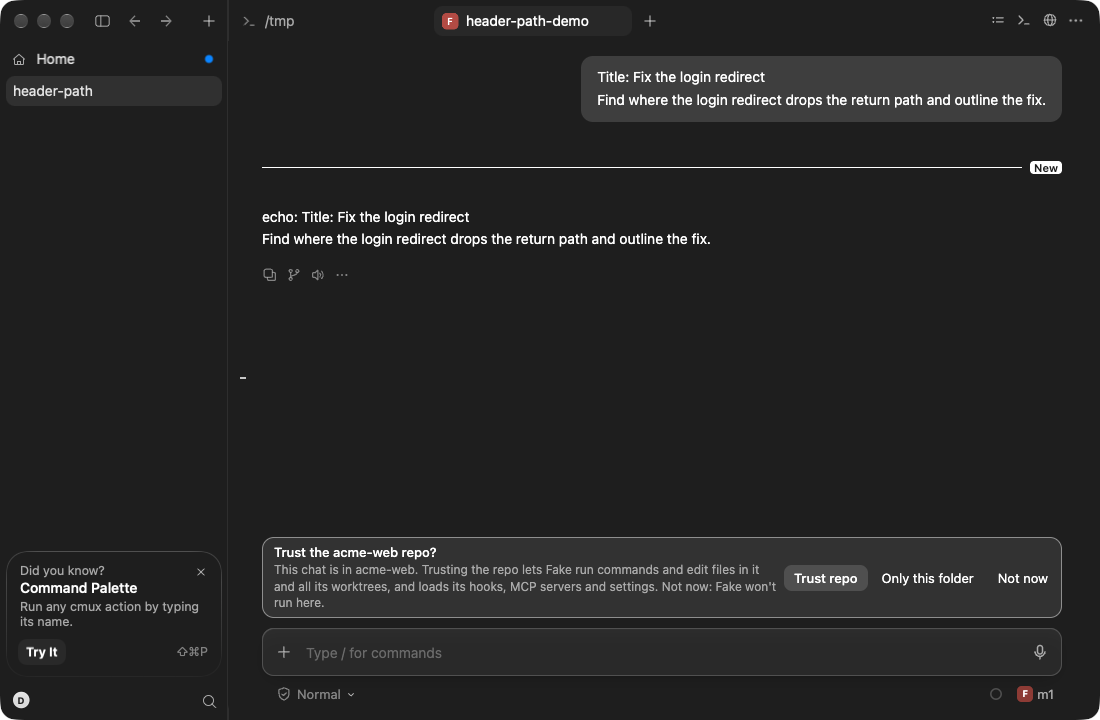 /tmp
F header-path-demo
Home
header-path
Title: Fix the login redirect
Find where the login redirect drops the return path and outline the fix.
New
echo: Title: Fix the login redirect
Find where the login redirect drops the return path and outline the fix.
Did you know?
Command Palette
Run any cmux action by typing
its name.
Try It
⇧⌘P
D
Trust the acme-web repo?
This chat is in acme-web. Trusting the repo lets Fake run commands and edit files in it
and all its worktrees, and loads its hooks, MCP servers and settings. Not now: Fake won't
run here.
Trust repo
Only this folder
Not now
Type / for commands
Normal
F m1